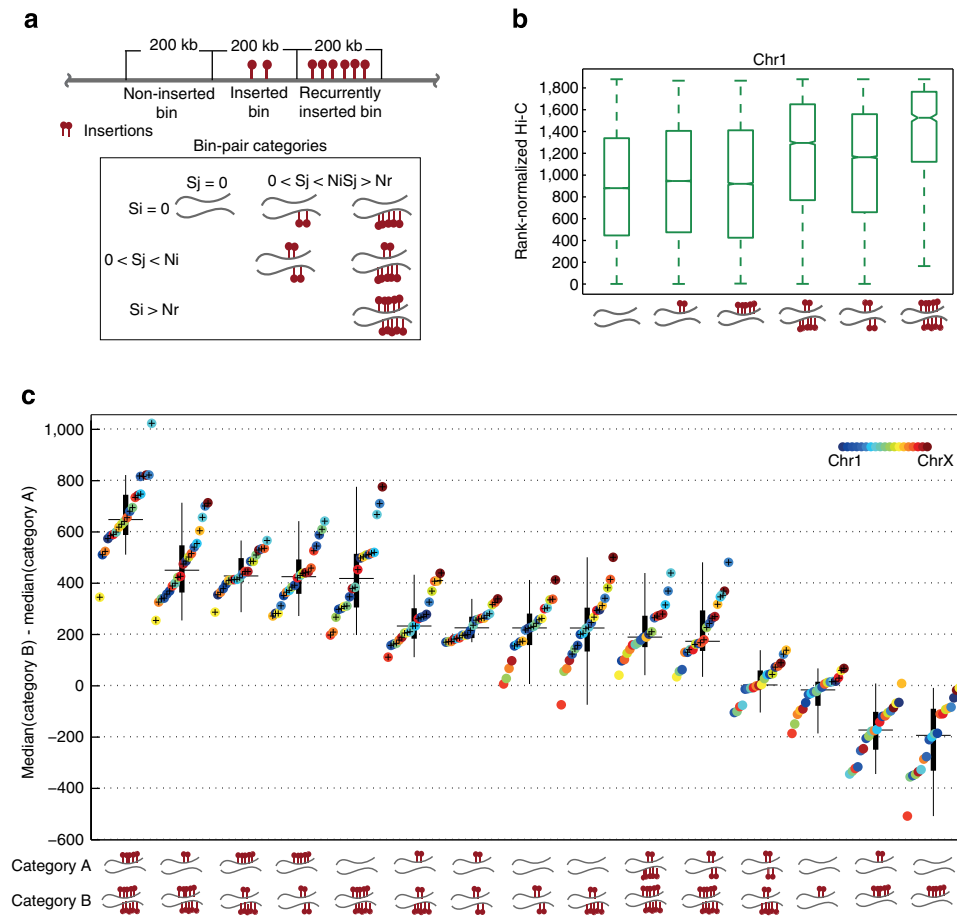 a
200 kb 200 kb 200 kb
Non-inserted bin
Inserted bin
Recurrently inserted bin
Insertions
Bin-pair categories
Sj = 0 0 < Sj < NiSj > Nr
Si = 0
0 < Sj < Ni
Si > Nr
b
Chr1
Rank-normalized Hi-C
1,800
1,600
1,400
1,200
1,000
800
600
400
200
0
c
Median(category B) - median(category A)
1,000
800
600
400
200
0
−200
−400
−600
Chr1 ChrX
Category A
Category B